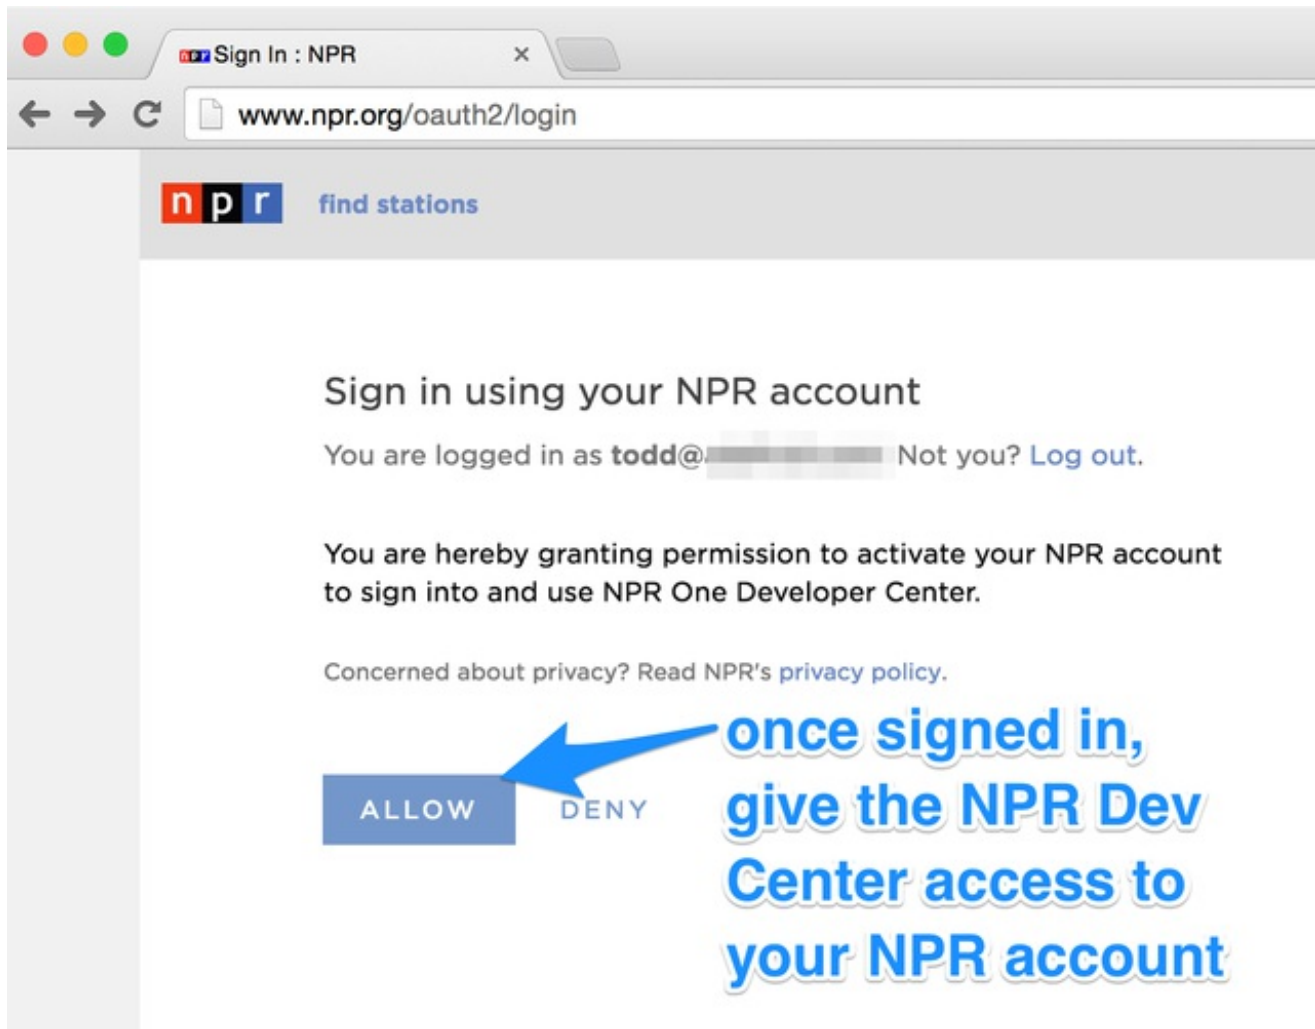 npr Sign In : NPR ×
www.npr.org/oauth2/login
npr find stations
Sign in using your NPR account
You are logged in as todd@ Not you? Log out.
You are hereby granting permission to activate your NPR account
to sign into and use NPR One Developer Center.
Concerned about privacy? Read NPR's privacy policy.
ALLOW DENY
once signed in,
give the NPR Dev
Center access to
your NPR account